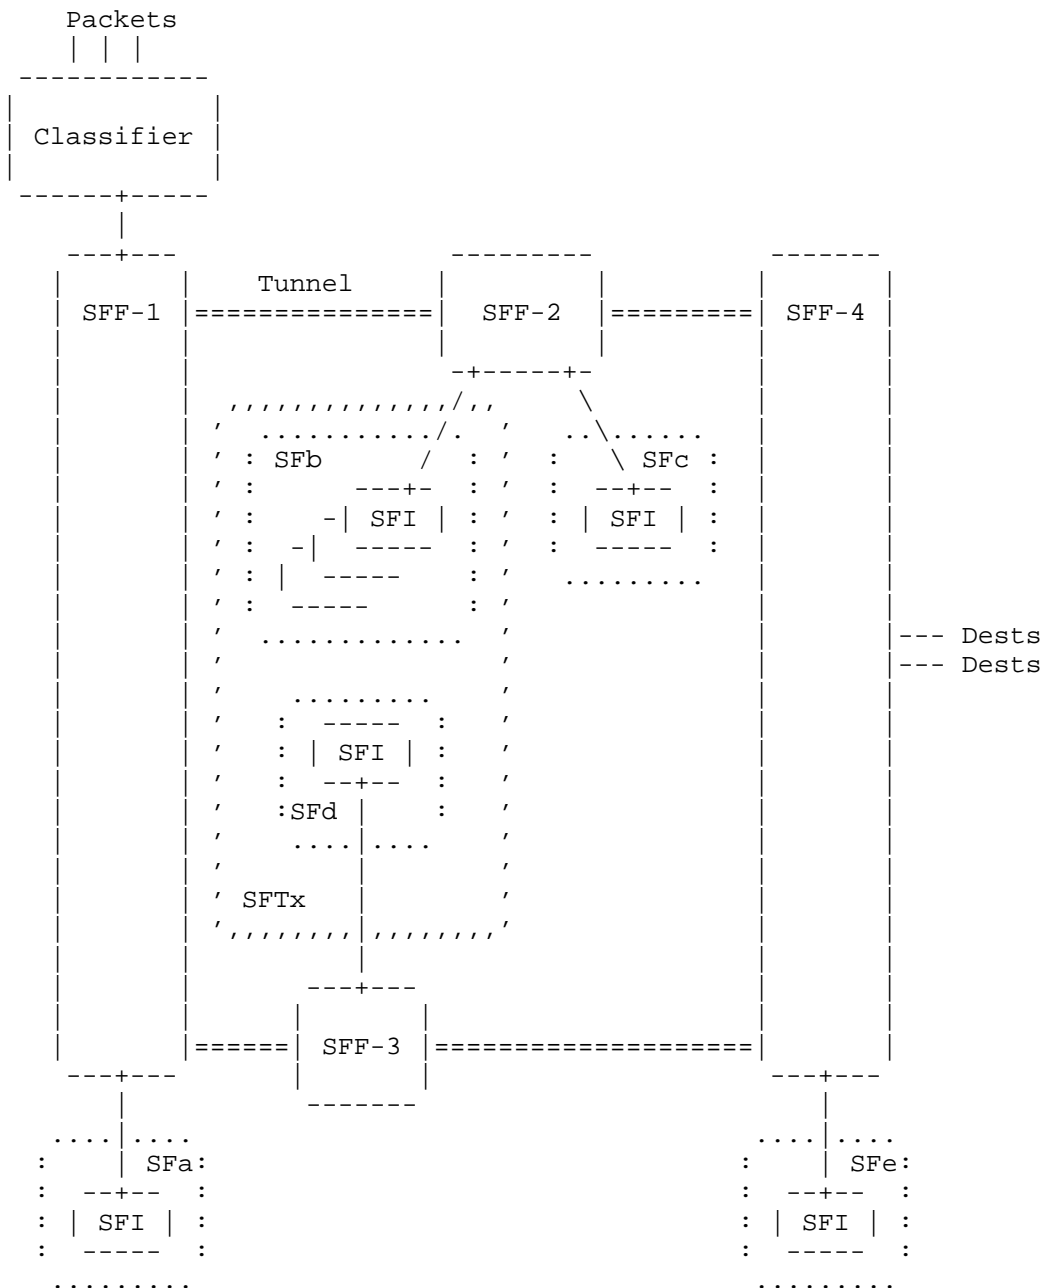 Packets
Classifier
Tunnel
SFF-1 SFF-2 SFF-4
SFb SFc
SFI SFI
Dests
Dests
SFI
SFd
SFTx
SFF-3
SFa SFe
SFI SFI